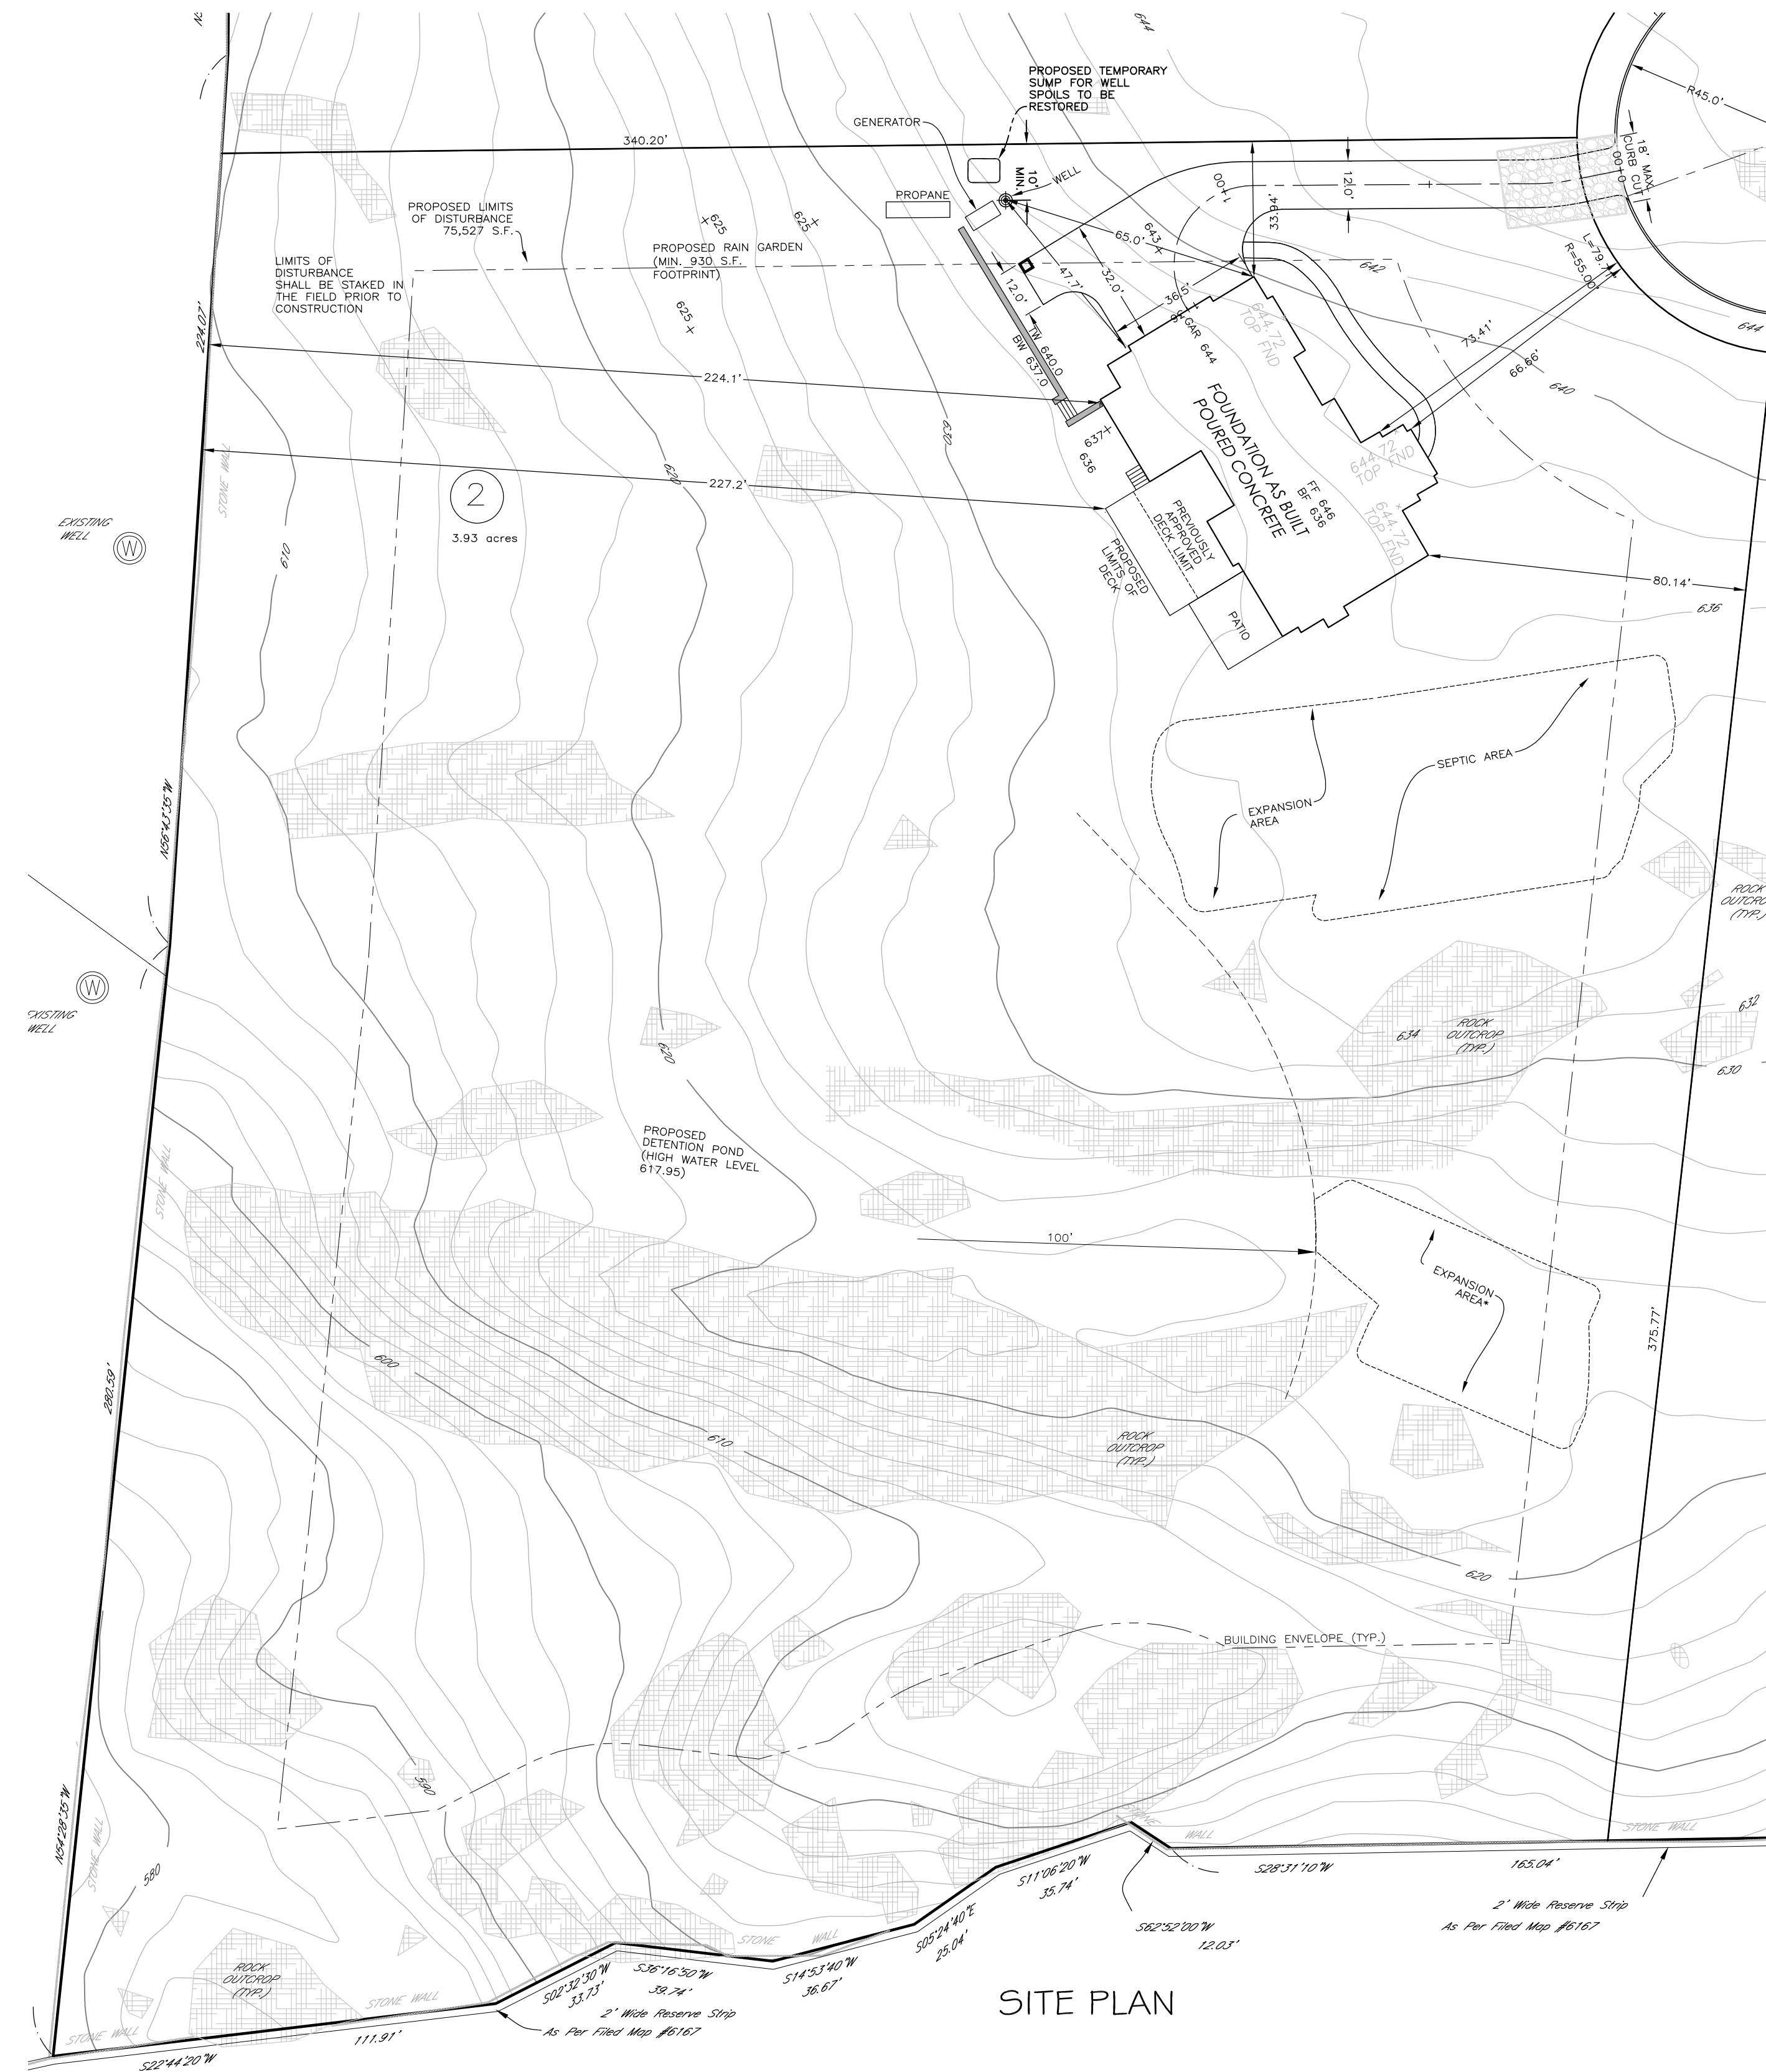 644
PROPOSED TEMPORARY
SUMP FOR WELL
SPOILS TO BE
RESTORED
R45.0'
GENERATOR
340.20'
18' MAX.
CURB CUT
0+00
10'
MIN.
WELL
PROPANE
1+00
12.0'
33.94'
PROPOSED LIMITS
OF DISTURBANCE
75,527 S.F.
625
625
PROPOSED RAIN GARDEN
(MIN. 930 S.F.
FOOTPRINT)
65.0'
643
642
L=79.7
R=55.00'
LIMITS OF
DISTURBANCE
SHALL BE STAKED IN
THE FIELD PRIOR TO
CONSTRUCTION
625
47.7'
32.0'
12.0'
36.5'
644
224.07'
TW 640.0
BW 637.0
GAR 644
644.72
TOP FND
73.41'
66.66'
640
224.1'
FOUNDATION AS BUILT
POURED CONCRETE
630
637
636
644.72
TOP FND
STONE WALL
620
227.2'
2
3.93 acres
FF 646
BF 636
644.72
TOP FND
EXISTING
WELL
W
610
PREVIOUSLY
APPROVED
DECK LIMIT
PROPOSED
LIMITS OF
DECK
80.14'
636
PATIO
SEPTIC AREA
EXPANSION
AREA
N56°43'35"W
ROCK
OUTCRO
(TYP.)
W
XISTING
WELL
632
634
ROCK
OUTCROP
(TYP.)
620
630
PROPOSED
DETENTION POND
(HIGH WATER LEVEL
617.95)
STONE WALL
100'
EXPANSION
AREA*
375.77'
600
280.59'
610
ROCK
OUTCROP
(TYP.)
620
BUILDING ENVELOPE (TYP.)
590
N54°28'35"W
STONE WALL
580
STONE
WALL
STONE WALL
S28°31'10"W
165.04'
S11°06'20"W
35.74'
2' Wide Reserve Strip
As Per Filed Map #6167
S62°52'00"W
12.03'
S05°24'40"E
25.04'
STONE
WALL
S14°53'40"W
36.67'
S36°16'50"W
39.74'
S02°32'30"W
33.73'
2' Wide Reserve Strip
As Per Filed Map #6167
ROCK
OUTCROP
(TYP.)
STONE WALL
STONE WALL
111.91'
S22°44'20"W
SITE PLAN